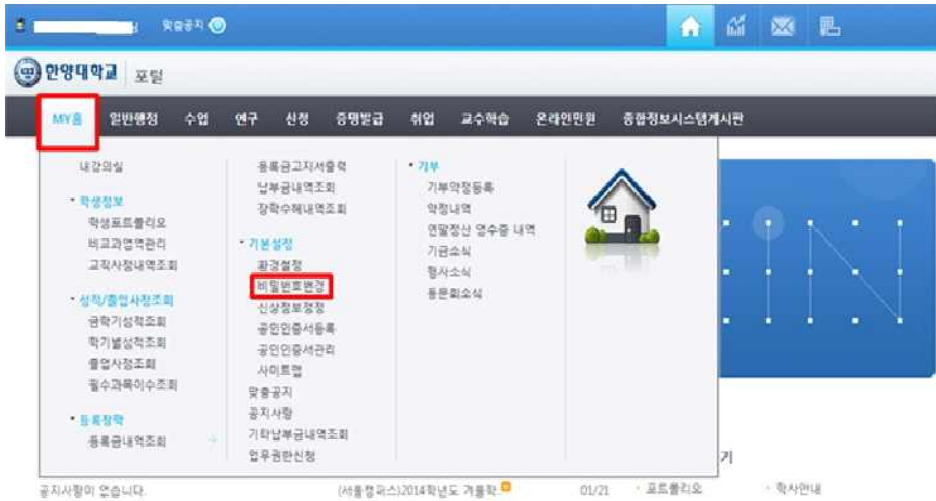 맞춤공지
한양대학교 포털
MY홈 일반행정 수업 연구 신청 증명발급 취업 교수학습 온라인민원 종합정보시스템게시판
내강의실
• 학생정보
학생포트폴리오
비교과영역관리
교직사정내역조회
• 성적/졸업사정조회
금학기성적조회
학기별성적조회
졸업사정조회
필수과목이수조회
• 등록장학
등록금내역조회
등록금고지서출력
납부금내역조회
장학수혜내역조회
• 기본설정
환경설정
비밀번호변경
신상정보정정
공인인증서등록
공인인증서관리
사이트맵
맞춤공지
공지사항
기타납부금내역조회
업무권한신청
• 기부
기부약정등록
약정내역
연말정산 영수증 내역
기금소식
행사소식
동문회소식
IN
기
공지사항이 없습니다.
(서울캠퍼스)2014학년도 겨울학.. 01/21
· 포트폴리오
· 학사안내